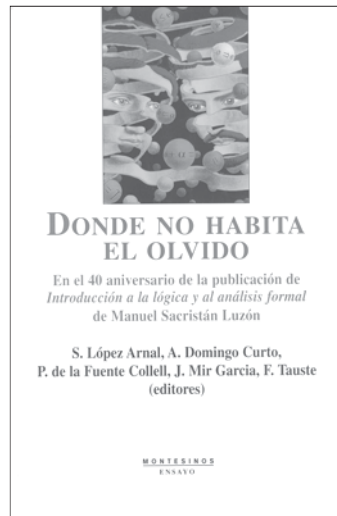 DONDE NO HABITA
EL OLVIDO
En el 40 aniversario de la publicación de
Introducción a la lógica y al análisis formal
de Manuel Sacristán Luzón
S. López Arnal, A. Domingo Curto,
P. de la Fuente Collell, J. Mir Garcia, F. Tauste
(editores)
MONTESINOS
ENSAYO